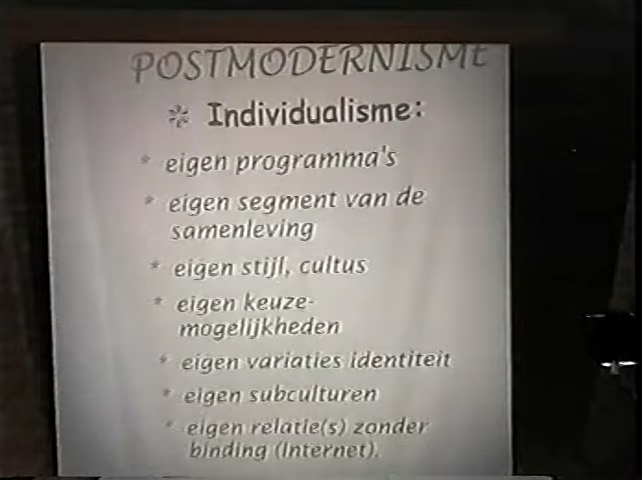 POSTMODERNISME
Individualisme:
* eigen programma's
* eigen segment van de
samenleving
* eigen stijl, cultus
* eigen keuze-
mogelijkheden
* eigen variaties identiteit
* eigen subculturen
* eigen relatie(s) zonder
binding (Internet).